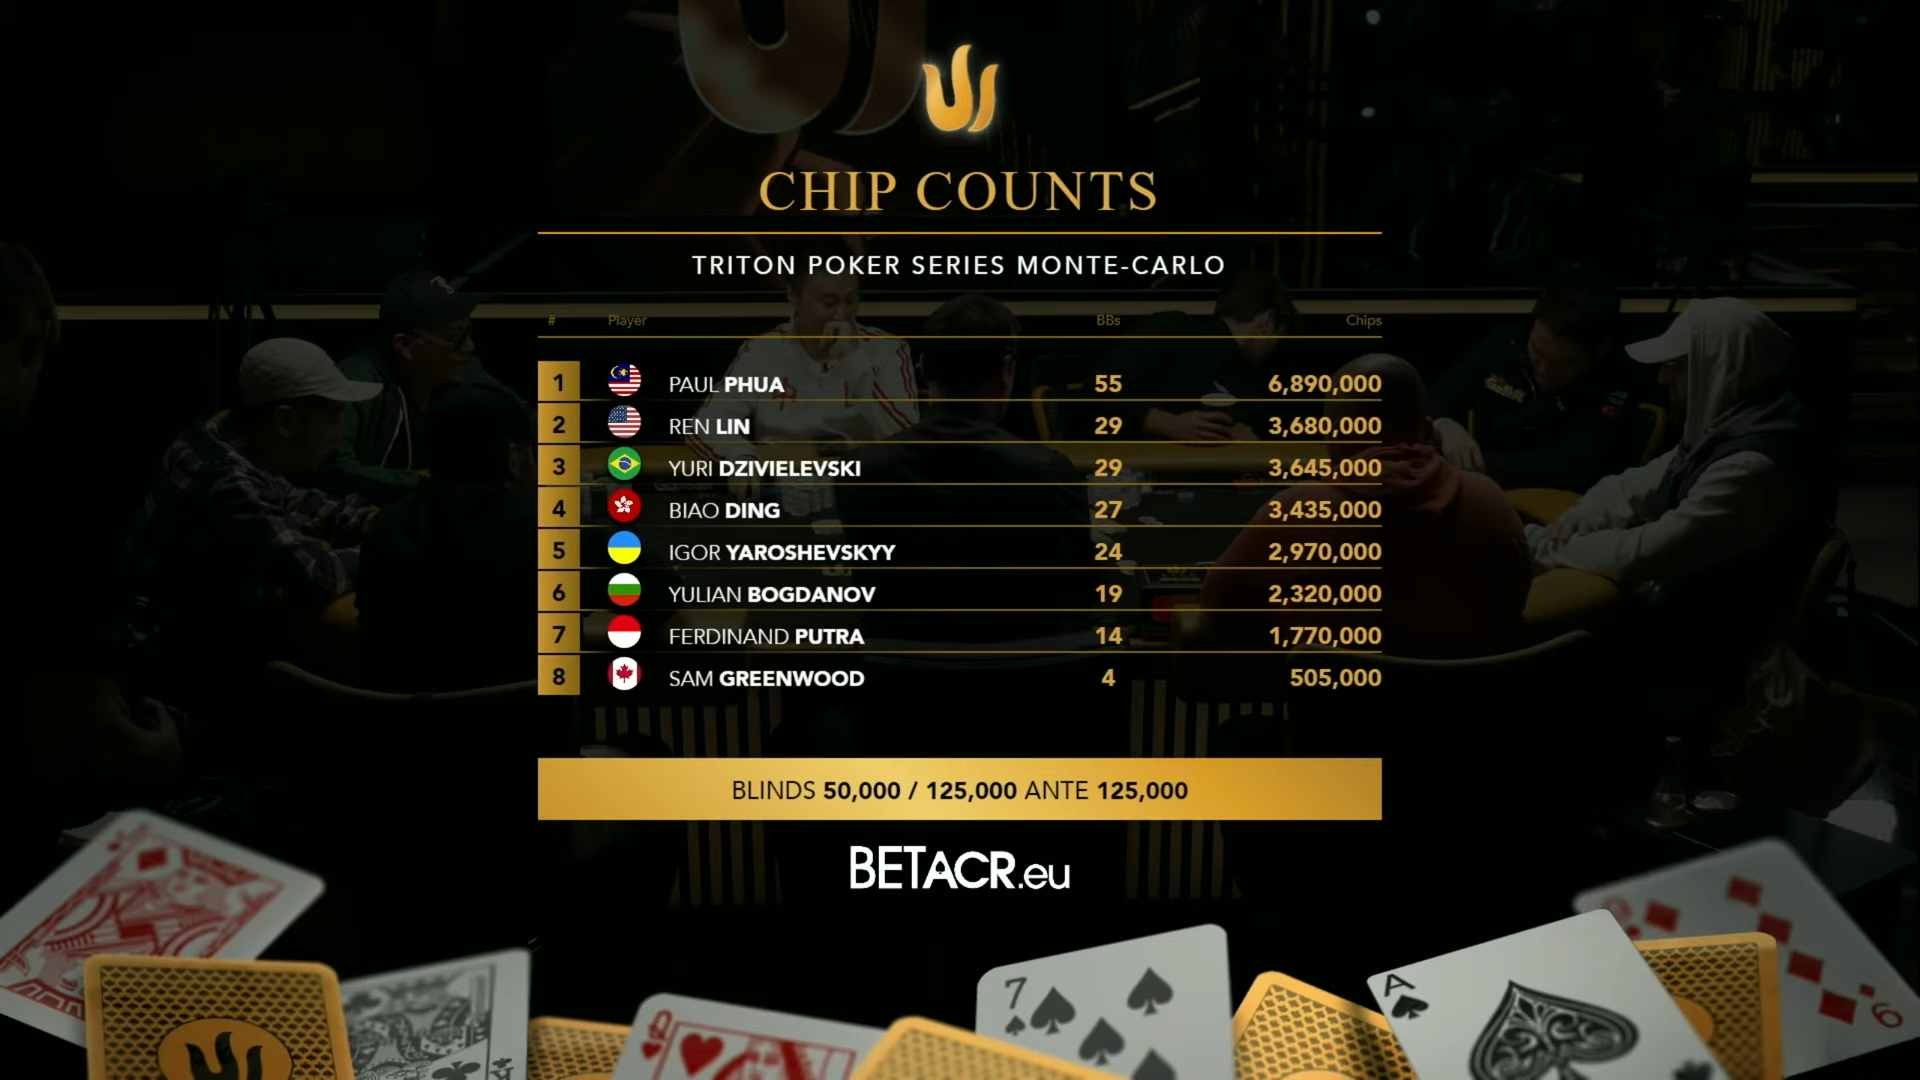 CHIP COUNTS
TRITON POKER SERIES MONTE-CARLO
# Player BBs Chips
1 PAUL PHUA 55 6,890,000
2 REN LIN 29 3,680,000
3 YURI DZIVIELEVSKI 29 3,645,000
4 BIAO DING 27 3,435,000
5 IGOR YAROSHEVSKYY 24 2,970,000
6 YULIAN BOGDANOV 19 2,320,000
7 FERDINAND PUTRA 14 1,770,000
8 SAM GREENWOOD 4 505,000
BLINDS 50,000 / 125,000 ANTE 125,000
BETACR.eu
7
A
Q
9